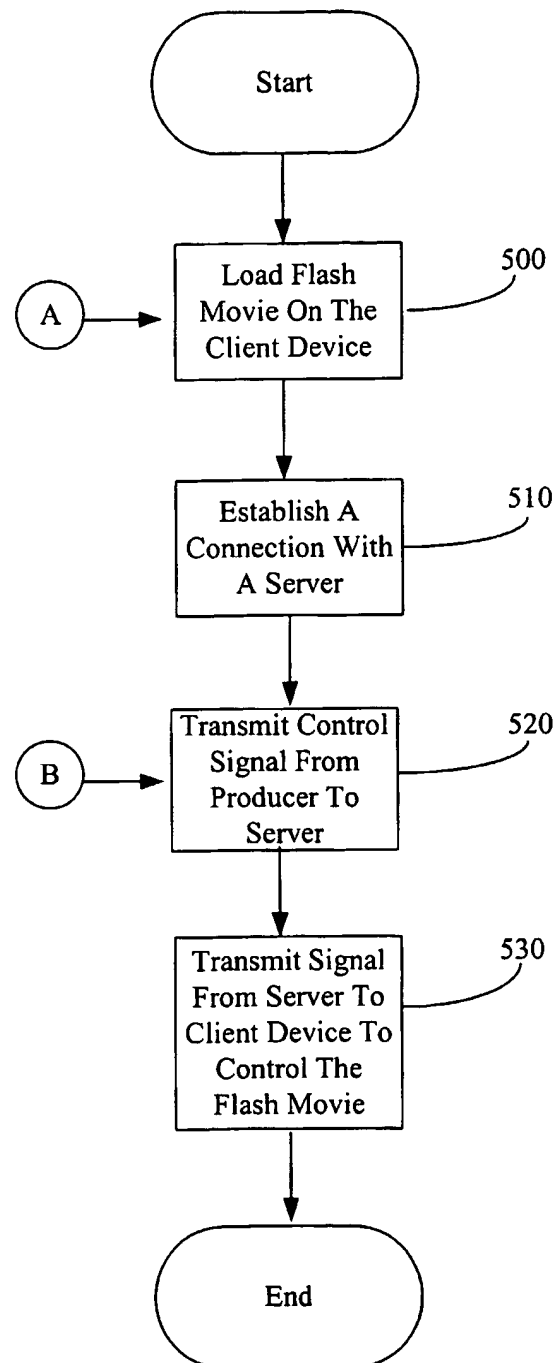 Start
Load Flash
Movie On The
Client Device
500
A
Establish A
Connection With
A Server
510
Transmit Control
Signal From
Producer To
Server
520
B
Transmit Signal
From Server To
Client Device To
Control The
Flash Movie
530
End